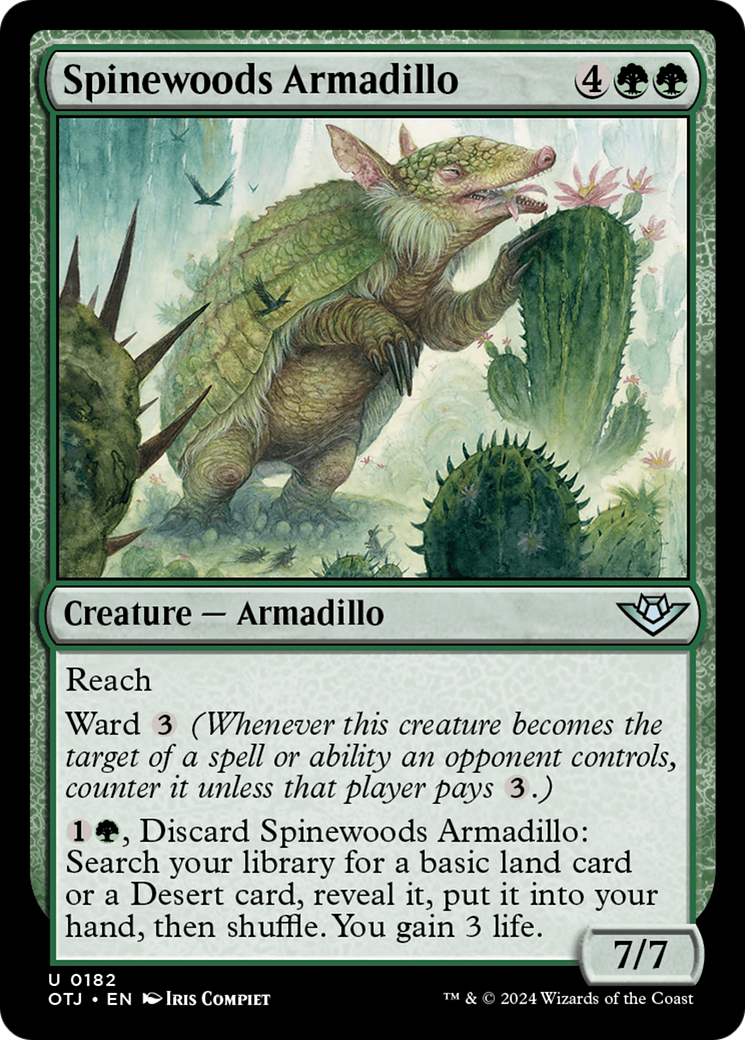 Spinewoods Armadillo 4
Creature — Armadillo
Reach
Ward 3 (Whenever this creature becomes the
target of a spell or ability an opponent controls,
counter it unless that player pays 3.)
1, Discard Spinewoods Armadillo:
Search your library for a basic land card
or a Desert card, reveal it, put it into your
hand, then shuffle. You gain 3 life.
7/7
U 0182
OTJ • EN Iris Compiet
™ & © 2024 Wizards of the Coast